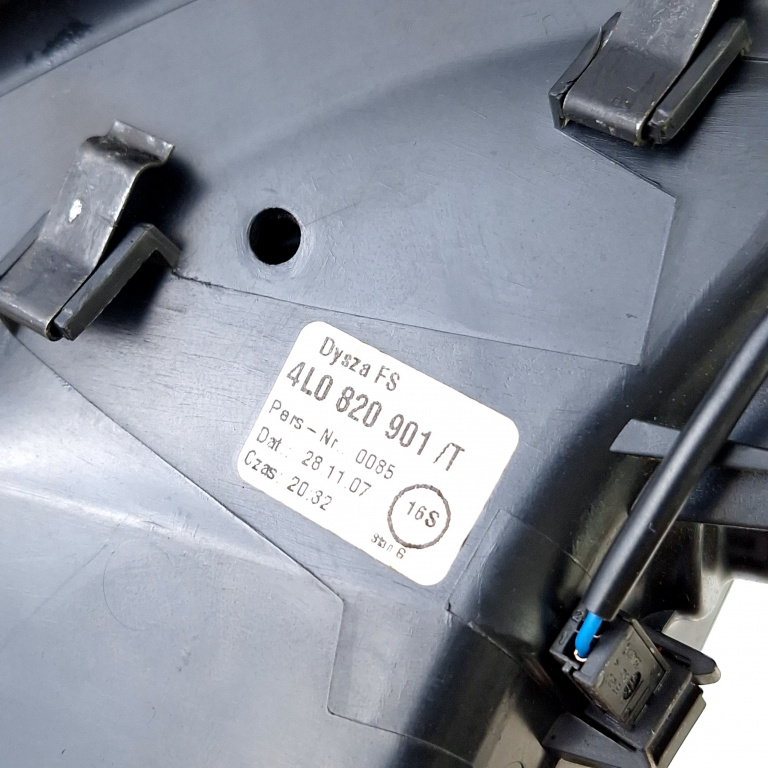 Dysza FS
4L0 820 901 /T
Pers-Nr.: 0085
Dat.: 28.11.07
Czas: 20:32
16S